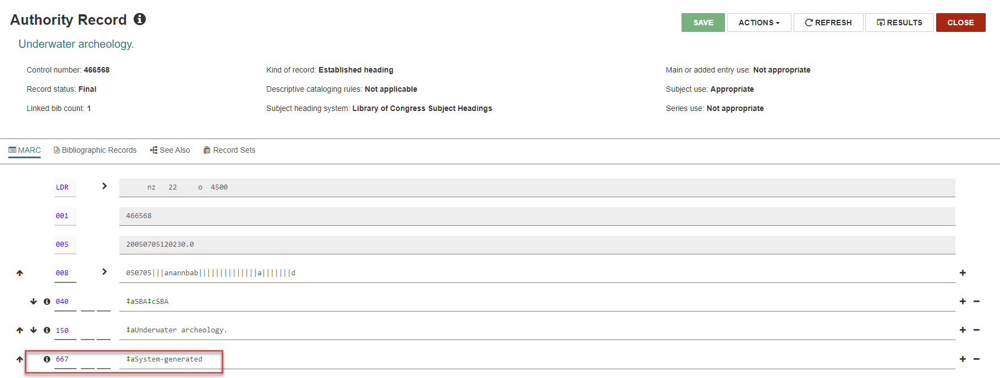 Authority Record
SAVE ACTIONS REFRESH RESULTS CLOSE
Underwater archeology.
Control number: 466568 Kind of record: Established heading Main or added entry use: Not appropriate
Record status: Final Descriptive cataloging rules: Not applicable Subject use: Appropriate
Linked bib count: 1 Subject heading system: Library of Congress Subject Headings Series use: Not appropriate
MARC Bibliographic Records See Also Record Sets
LDR nz 22 o 4500
001 466568
005 20050705120230.0
008 050705|||anannbab||||||||||||||a|||||||d
040 ‡aSBA‡cSBA
150 ‡aUnderwater archeology.
667 ‡aSystem-generated